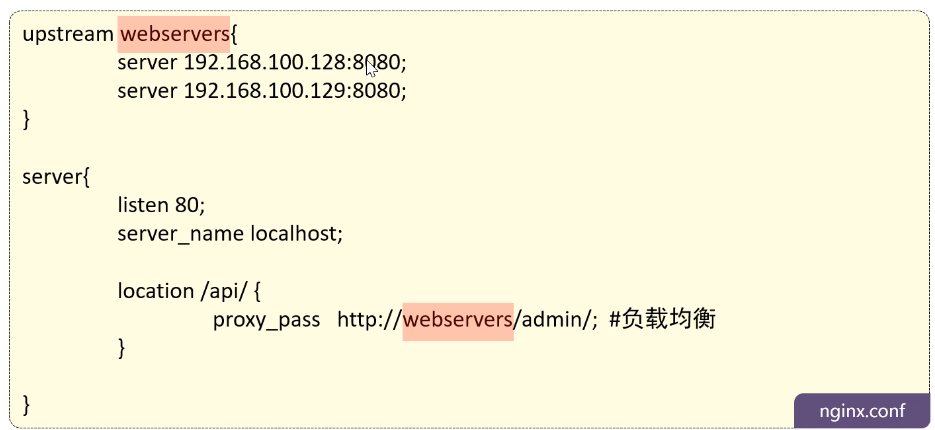 upstream webservers{
server 192.168.100.128:8080;
server 192.168.100.129:8080;
}
server{
listen 80;
server_name localhost;
location /api/ {
proxy_pass http://webservers/admin/; #负载均衡
}
}
nginx.conf